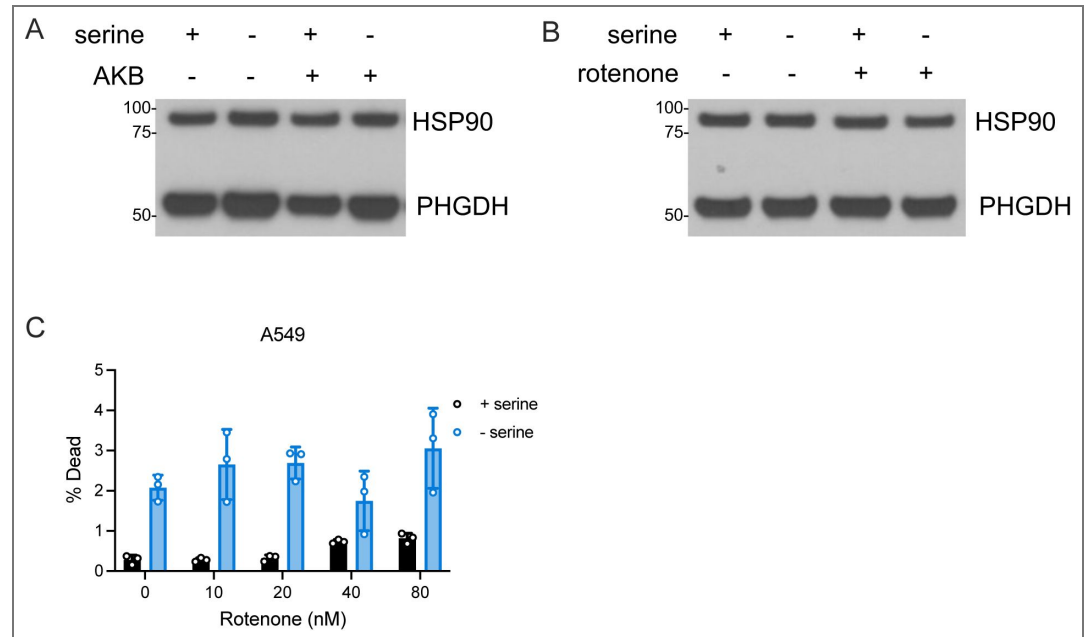 A
serine + - + -
AKB - - + +
100-
75-
HSP90
50-
PHGDH
B
serine + - + -
rotenone - - + +
100-
75-
HSP90
50-
PHGDH
C
A549
5
4
3
2
1
0
% Dead
0 10 20 40 80
Rotenone (nM)
+ serine
- serine